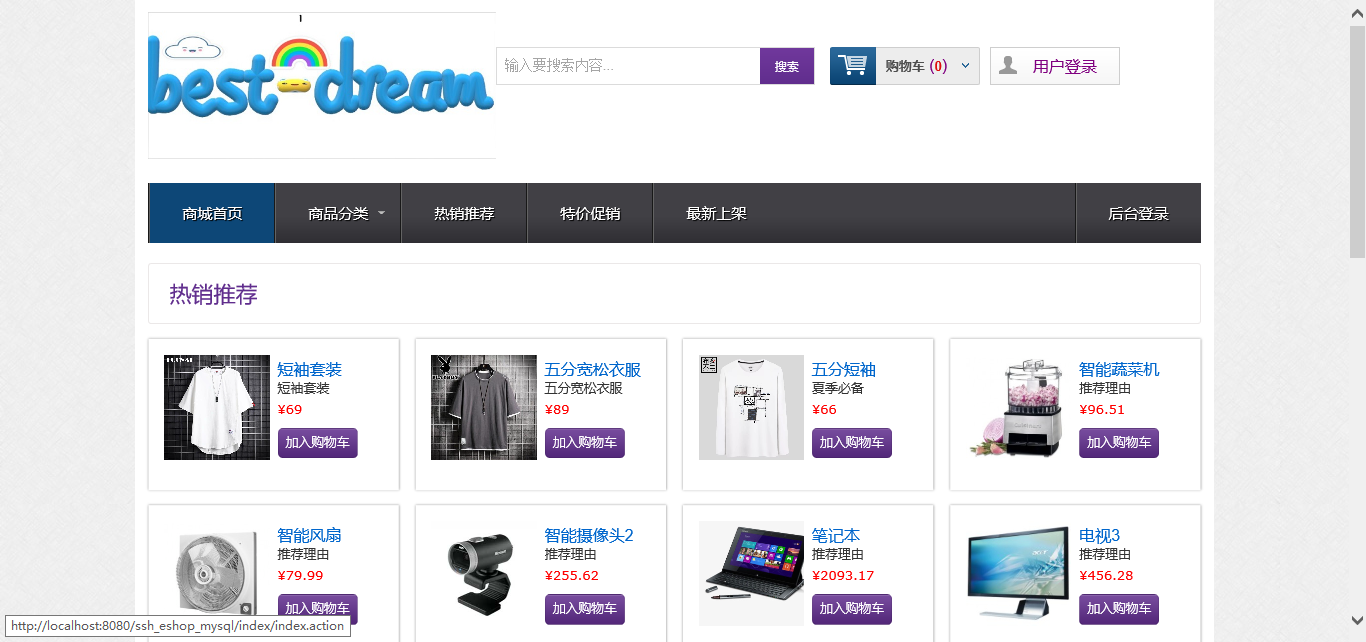 best-dream
输入要搜索内容...
搜索
购物车 (0)
用户登录
商城首页
商品分类
热销推荐
特价促销
最新上架
后台登录
热销推荐
短袖套装
短袖套装
¥69
加入购物车
五分宽松衣服
五分宽松衣服
¥89
加入购物车
五分短袖
夏季必备
¥66
加入购物车
智能蔬菜机
推荐理由
¥96.51
加入购物车
智能风扇
推荐理由
¥79.99
加入购物车
智能摄像头2
推荐理由
¥255.62
加入购物车
笔记本
推荐理由
¥2093.17
加入购物车
电视3
推荐理由
¥456.28
加入购物车
http://localhost:8080/ssh_eshop_mysql/index/index.action